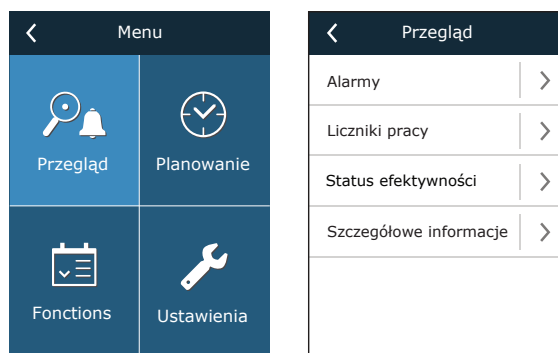 Menu
Przegląd
Planowanie
Fonctions
Ustawienia
Przegląd
Alarmy
Liczniki pracy
Status efektywności
Szczegółowe informacje